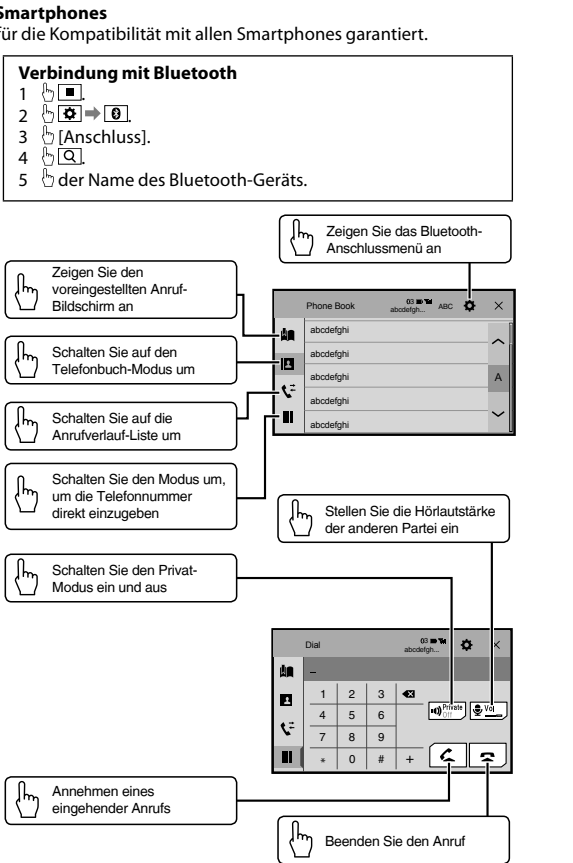 Smartphones
für die Kompatibilität mit allen Smartphones garantiert.
Verbindung mit Bluetooth
1 .
2 .
3 [Anschluss].
4 .
5 der Name des Bluetooth-Geräts.
Zeigen Sie das Bluetooth-
Anschlussmenü an
Zeigen Sie den
voreingestellten Anruf-
Bildschirm an
Schalten Sie auf den
Telefonbuch-Modus um
Schalten Sie auf die
Anrufverlauf-Liste um
Schalten Sie den Modus um,
um die Telefonnummer
direkt einzugeben
Phone Book
03
abcdefgh...
ABC
abcdefghi
abcdefghi
abcdefghi
abcdefghi
abcdefghi
A
Stellen Sie die Hörlautstärke
der anderen Partei ein
Schalten Sie den Privat-
Modus ein und aus
Dial
03
abcdefgh...
–
1 2 3
4 5 6
7 8 9
* 0 # +
Private
Off
Vol
Annehmen eines
eingehender Anrufs
Beenden Sie den Anruf